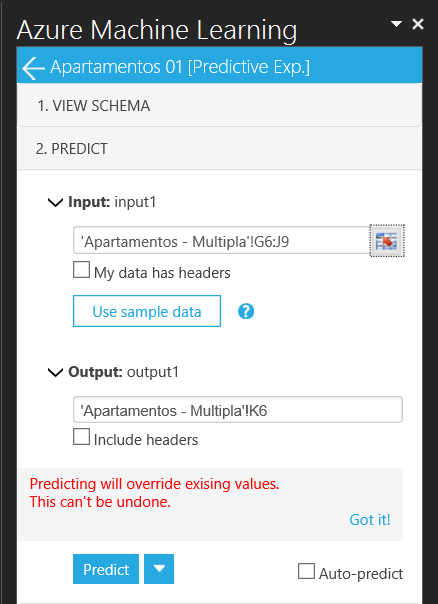 Azure Machine Learning
Apartamentos 01 [Predictive Exp.]
1. VIEW SCHEMA
2. PREDICT
Input: input1
'Apartamentos - Multipla'!G6:J9
My data has headers
Use sample data
?
Output: output1
'Apartamentos - Multipla'!K6
Include headers
Predicting will override exising values.
This can't be undone.
Got it!
Predict
Auto-predict